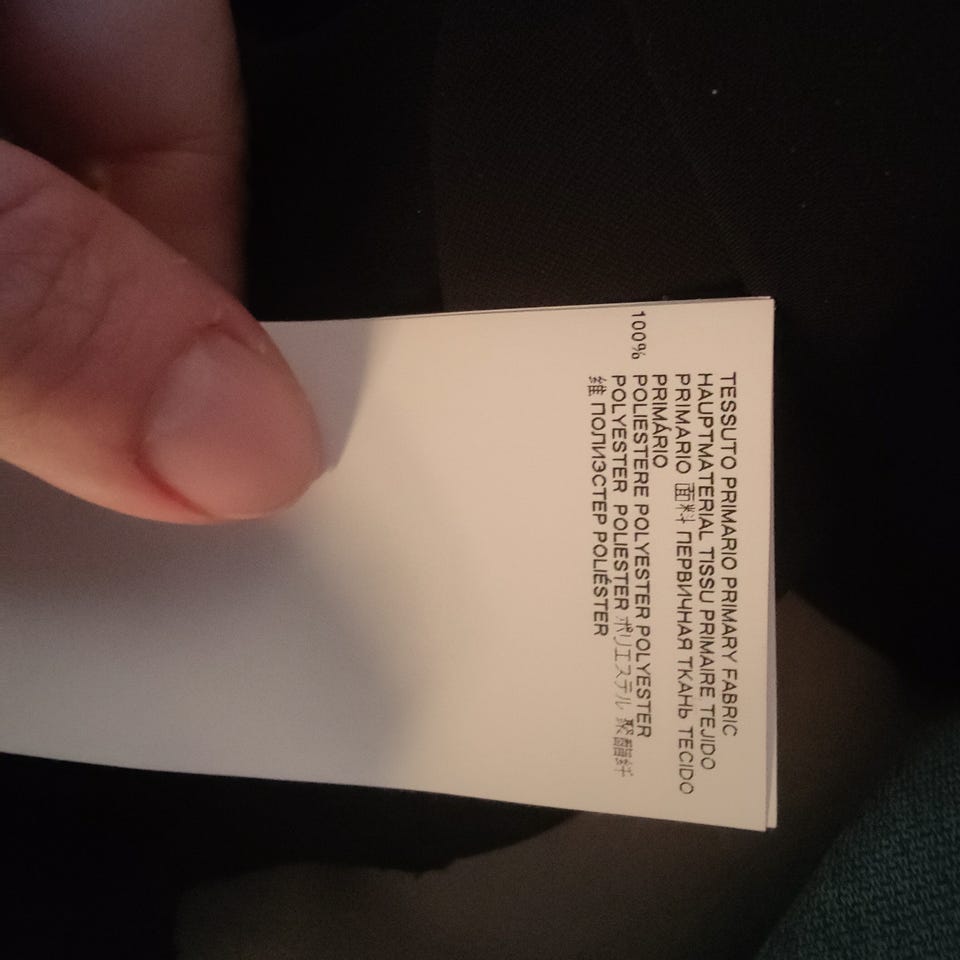 TESSUTO PRIMARIO PRIMARY FABRIC
HAUPTMATERIAL TISSU PRIMAIRE TEJIDO
PRIMARIO 面料 ПЕРВИЧНАЯ ТКАНЬ TECIDO
PRIMÁRIO
100% POLIESTERE POLYESTER POLYESTER
POLYESTER POLIESTER ポリエステル 聚酯纤
维 ПОЛИЭСТЕР POLIÉSTER